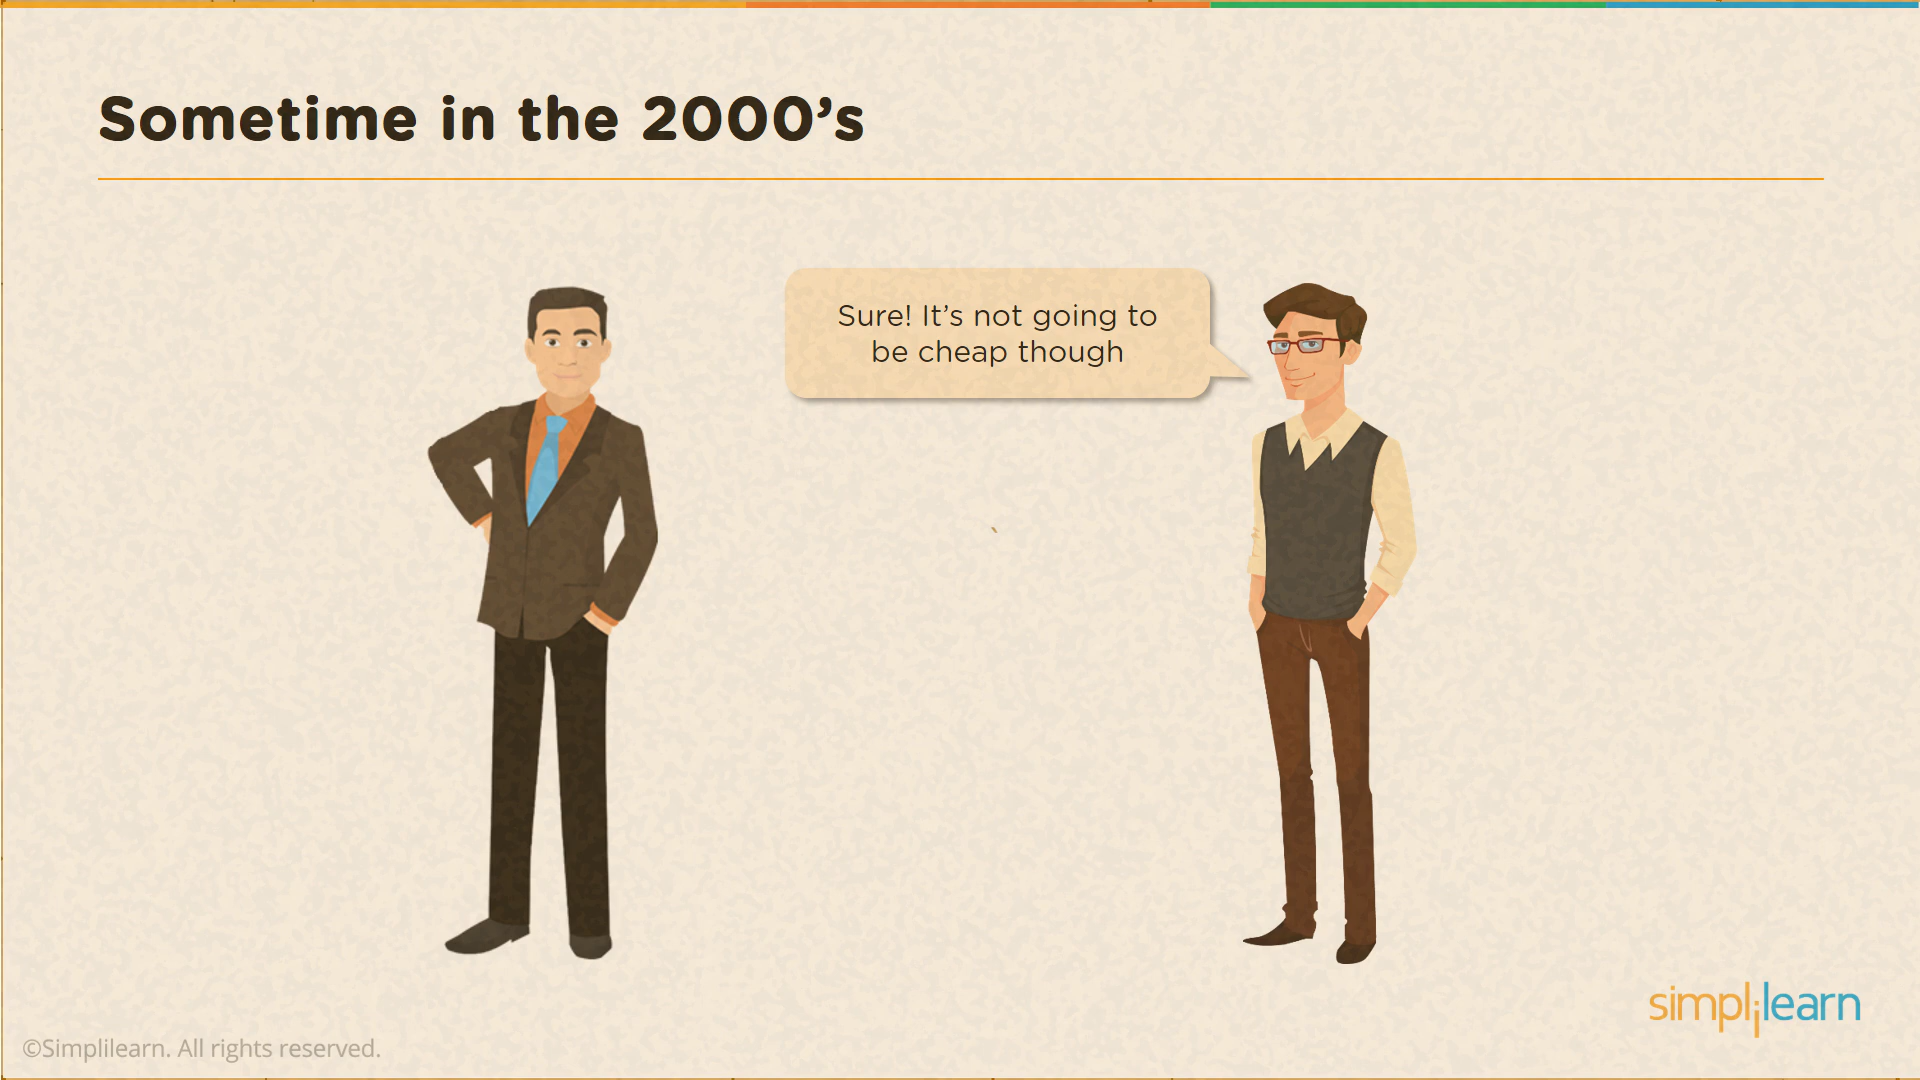 Sometime in the 2000’s
Sure! It’s not going to
be cheap though
simplilearn
©Simplilearn. All rights reserved.